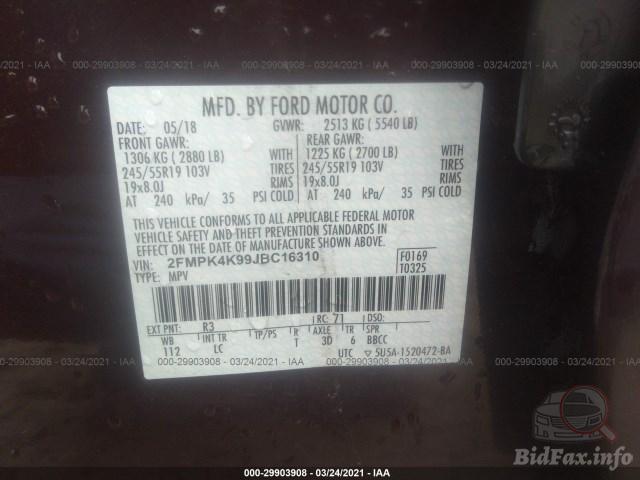 000-29903908 - 03/24/2021 - IAA
MFD. BY FORD MOTOR CO.
DATE: 05/18 GVWR: 2513 KG ( 5540 LB)
FRONT GAWR: REAR GAWR:
1306 KG ( 2880 LB) WITH 1225 KG ( 2700 LB) WITH
245/55R19 103V TIRES 245/55R19 103V TIRES
19x8.0J RIMS 19x8.0J RIMS
AT 240 kPa/ 35 PSI COLD AT 240 kPa/ 35 PSI COLD
THIS VEHICLE CONFORMS TO ALL APPLICABLE FEDERAL MOTOR
VEHICLE SAFETY AND BUMPER STANDARDS IN EFFECT ON THE DATE OF
MANUFACTURE SHOWN ABOVE.
VIN: 2FMPK4K99JBC16310 F0169
TYPE: MPV T0325
EXT PNT: R3 RC: 71 DSO:
WB INT TR TP/PS R AXLE TR SPR
112 LC T 3D 6 BBCC
UTC 5U5A-1520472-BA
000-29903908 - 03/24/2021 - IAA
BidFax.info
000-29903908 - 03/24/2021 - IAA